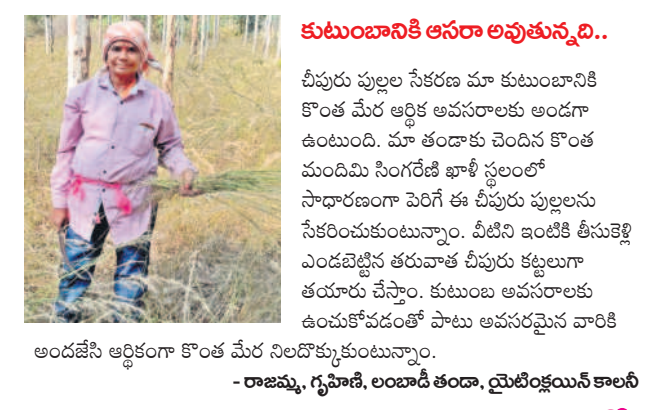 కుటుంబానికి ఆసరా అవుతున్నది..
చీపురు పుల్లల సేకరణ మా కుటుంబానికి
కొంత మేర ఆర్థిక అవసరాలకు అండగా
ఉంటుంది. మా తండాకు చెందిన కొంత
మందిమి సింగరేణి ఖాళీ స్థలంలో
సాధారణంగా పెరిగే ఈ చీపురు పుల్లలను
సేకరించుకుంటున్నాం. వీటిని ఇంటికి తీసుకెళ్లి
ఎండబెట్టిన తరువాత చీపురు కట్టలుగా
తయారు చేస్తాం. కుటుంబ అవసరాలకు
ఉంచుకోవడంతో పాటు అవసరమైన వారికి
అందజేసి ఆర్థికంగా కొంత మేర నిలదొక్కుకుంటున్నాం.
- రాజమ్మ, గృహిణి, లంబాడీ తండా, యైటింక్లయిన్ కాలనీ